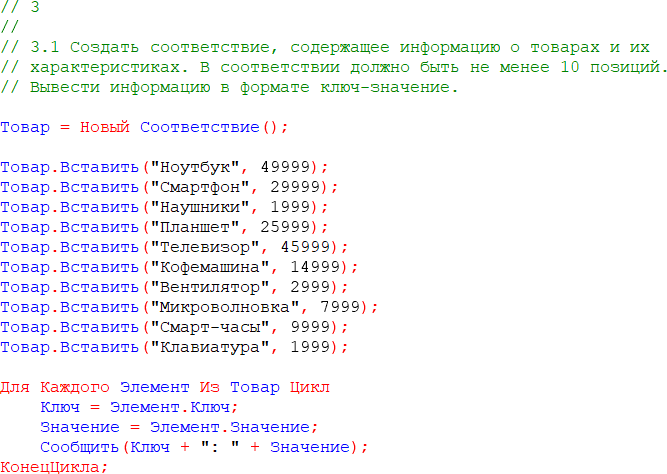 // 3
//
// 3.1 Создать соответствие, содержащее информацию о товарах и их
// характеристиках. В соответствии должно быть не менее 10 позиций.
// Вывести информацию в формате ключ-значение.

Товар = Новый Соответствие();

Товар.Вставить("Ноутбук", 49999);
Товар.Вставить("Смартфон", 29999);
Товар.Вставить("Наушники", 1999);
Товар.Вставить("Планшет", 25999);
Товар.Вставить("Телевизор", 45999);
Товар.Вставить("Кофемашина", 14999);
Товар.Вставить("Вентилятор", 2999);
Товар.Вставить("Микроволновка", 7999);
Товар.Вставить("Смарт-часы", 9999);
Товар.Вставить("Клавиатура", 1999);

Для Каждого Элемент Из Товар Цикл
    Ключ = Элемент.Ключ;
    Значение = Элемент.Значение;
    Сообщить(Ключ + ": " + Значение);
КонецЦикла;